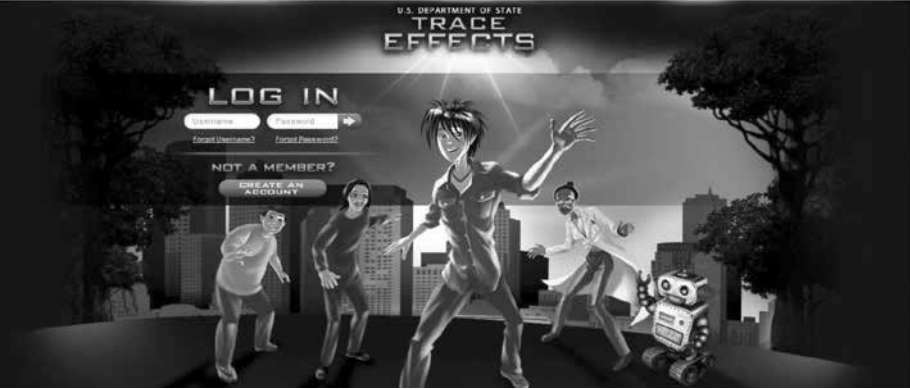 U.S. DEPARTMENT OF STATE
TRACE
EFFECTS
LOG IN
Username Password
Forgot Username? Forgot Password?
NOT A MEMBER?
CREATE AN
ACCOUNT